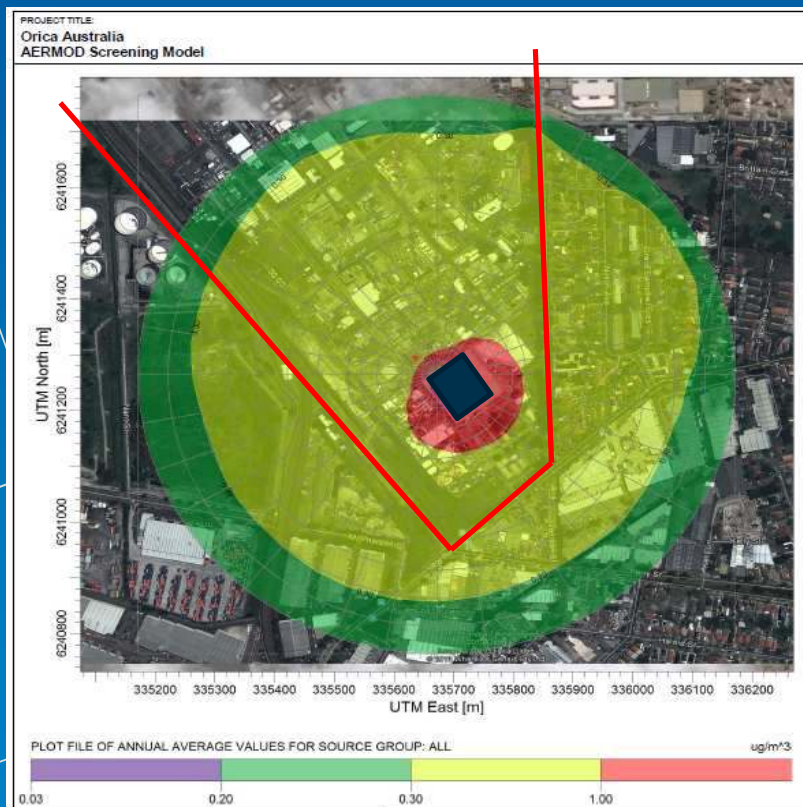 PROJECT TITLE:
Orica Australia
AERMOD Screening Model
UTM North [m]
6241600
6241400
6241200
6241000
6240800
335200 335300 335400 335500 335600 335700 335800 335900 336000 336100 336200
UTM East [m]
PLOT FILE OF ANNUAL AVERAGE VALUES FOR SOURCE GROUP: ALL
ug/m^3
0.03 0.20 0.30 1.00